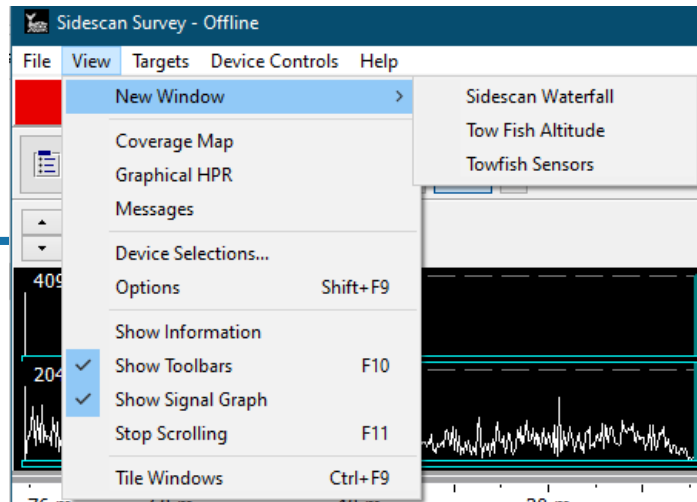 Sidescan Survey - Offline
File View Targets Device Controls Help
New Window
Sidescan Waterfall
Tow Fish Altitude
Towfish Sensors
Coverage Map
Graphical HPR
Messages
Device Selections...
Options Shift+F9
Show Information
Show Toolbars F10
Show Signal Graph
Stop Scrolling F11
Tile Windows Ctrl+F9
409
204